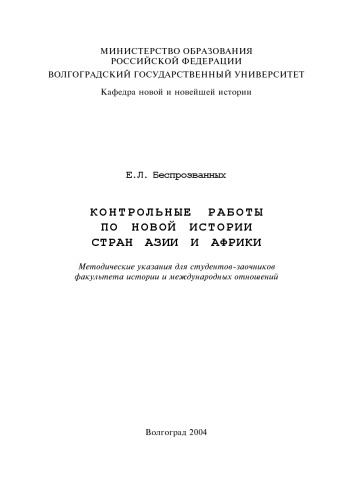 МИНИСТЕРСТВО ОБРАЗОВАНИЯ
РОССИЙСКОЙ ФЕДЕРАЦИИ
ВОЛГОГРАДСКИЙ ГОСУДАРСТВЕННЫЙ УНИВЕРСИТЕТ
Кафедра новой и новейшей истории
Е.Л. Беспрозванных
КОНТРОЛЬНЫЕ РАБОТЫ
ПО НОВОЙ ИСТОРИИ
СТРАН АЗИИ И АФРИКИ
Методические указания для студентов-заочников
факультета истории и международных отношений
Волгоград 2004